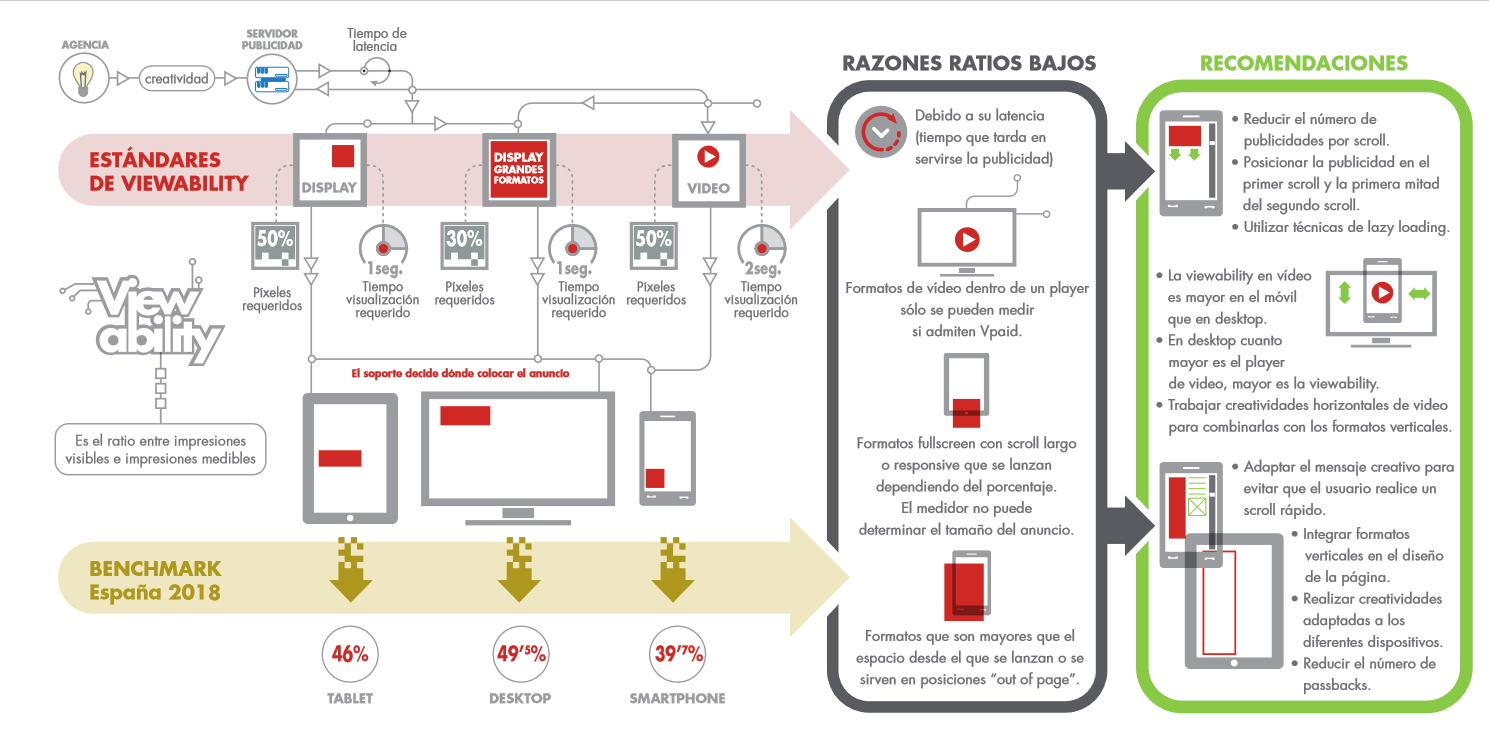 AGENCIA
creatividad
SERVIDOR
PUBLICIDAD
Tiempo de
latencia
ESTÁNDARES
DE VIEWABILITY
DISPLAY
DISPLAY
GRANDES
FORMATOS
VIDEO
50%
Pixeles
requeridos
1seg.
Tiempo
visualización
requerido
30%
Pixeles
requeridos
1seg.
Tiempo
visualización
requerido
50%
Pixeles
requeridos
2seg.
Tiempo
visualización
requerido
View
ability
Es el ratio entre impresiones
visibles e impresiones medibles
El soporte decide dónde colocar el anuncio
BENCHMARK
España 2018
46%
TABLET
49'5%
DESKTOP
39'7%
SMARTPHONE
RAZONES RATIOS BAJOS
Debido a su latencia
(tiempo que tarda en
servirse la publicidad)
Formatos de vídeo dentro de un player
sólo se pueden medir
si admiten Vpaid.
Formatos fullscreen con scroll largo
o responsive que se lanzan
dependiendo del porcentaje.
El medidor no puede
determinar el tamaño del anuncio.
Formatos que son mayores que el
espacio desde el que se lanzan o se
sirven en posiciones "out of page".
RECOMENDACIONES
• Reducir el número de
publicidades por scroll.
• Posicionar la publicidad en el
primer scroll y la primera mitad
del segundo scroll.
• Utilizar técnicas de lazy loading.
• La viewability en vídeo
es mayor en el móvil
que en desktop.
• En desktop cuanto
mayor es el player
de video, mayor es la viewability.
• Trabajar creatividades horizontales de video
para combinarlas con los formatos verticales.
• Adaptar el mensaje creativo para
evitar que el usuario realice un
scroll rápido.
• Integrar formatos
verticales en el diseño
de la página.
• Realizar creatividades
adaptadas a los
diferentes dispositivos.
• Reducir el número de
passbacks.